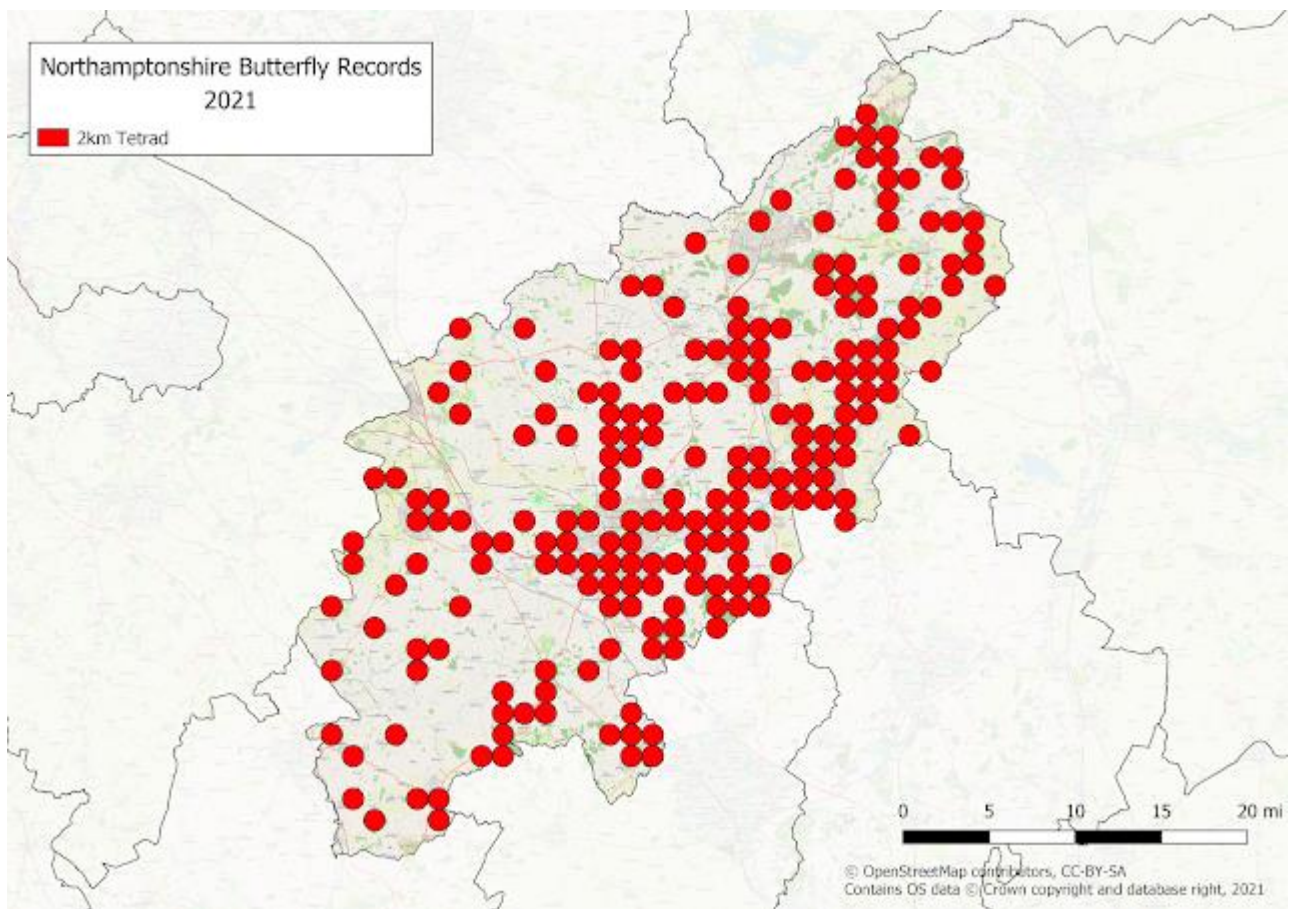 Northamptonshire Butterfly Records
2021
2km Tetrad
0 5 10 15 20 mi
© OpenStreetMap contributors, CC-BY-SA
Contains OS data © Crown copyright and database right, 2021